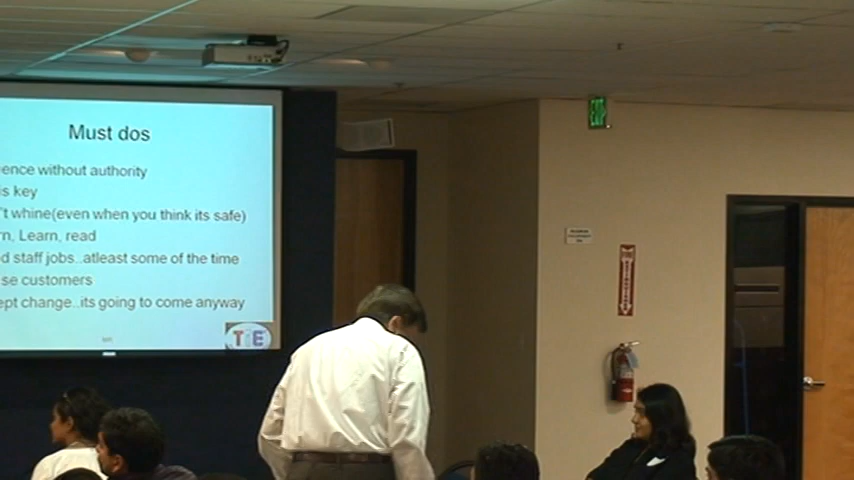 Must dos
ence without authority
is key
't whine(even when you think its safe)
rn, Learn, read
d staff jobs..atleast some of the time
se customers
ept change..its going to come anyway
TiE
EXIT